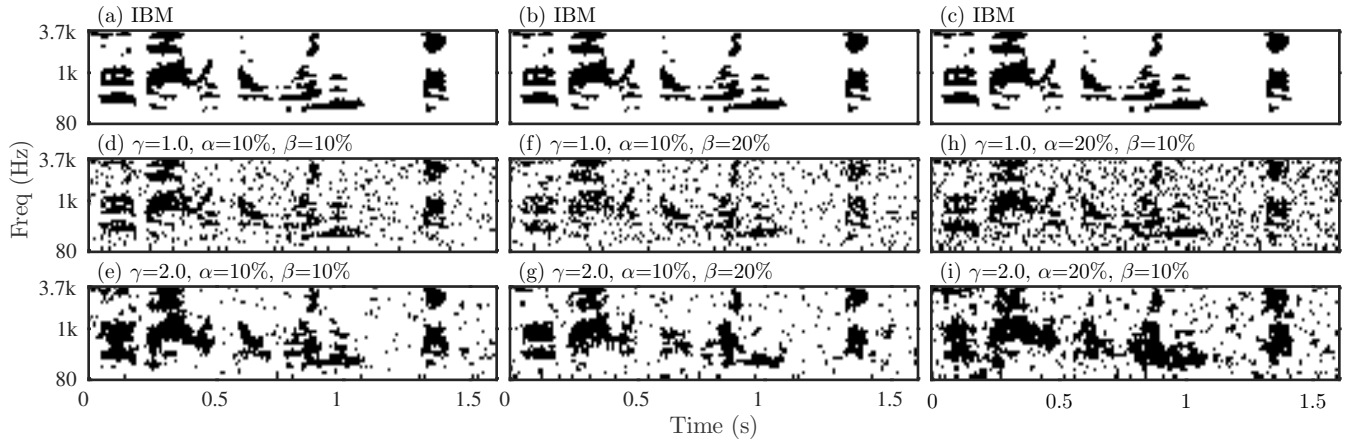 (a) IBM (b) IBM (c) IBM
3.7k
1k
80
(d) γ=1.0, α=10%, β=10% (f) γ=1.0, α=10%, β=20% (h) γ=1.0, α=20%, β=10%
3.7k
1k
80
Freq (Hz)
(e) γ=2.0, α=10%, β=10% (g) γ=2.0, α=10%, β=20% (i) γ=2.0, α=20%, β=10%
3.7k
1k
80
0 0.5 1 1.5 0 0.5 1 1.5 0 0.5 1 1.5
Time (s)